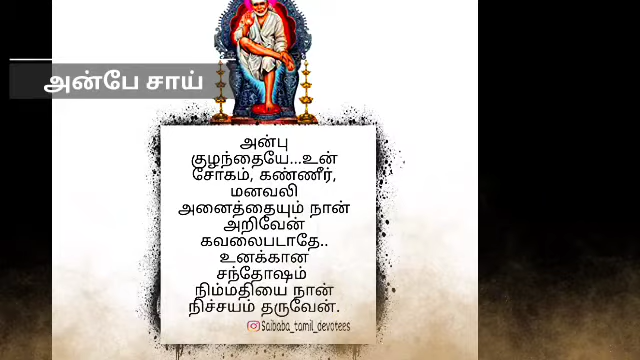 அன்பே சாய்
அன்பு
குழந்தையே...உன்
சோகம், கண்ணீர்,
மனவலி
அனைத்தையும் நான்
அறிவேன்
கவலைபடாதே..
உனக்கான
சந்தோஷம்
நிம்மதியை நான்
நிச்சயம் தருவேன்.
Saibaba_tamil_devotees